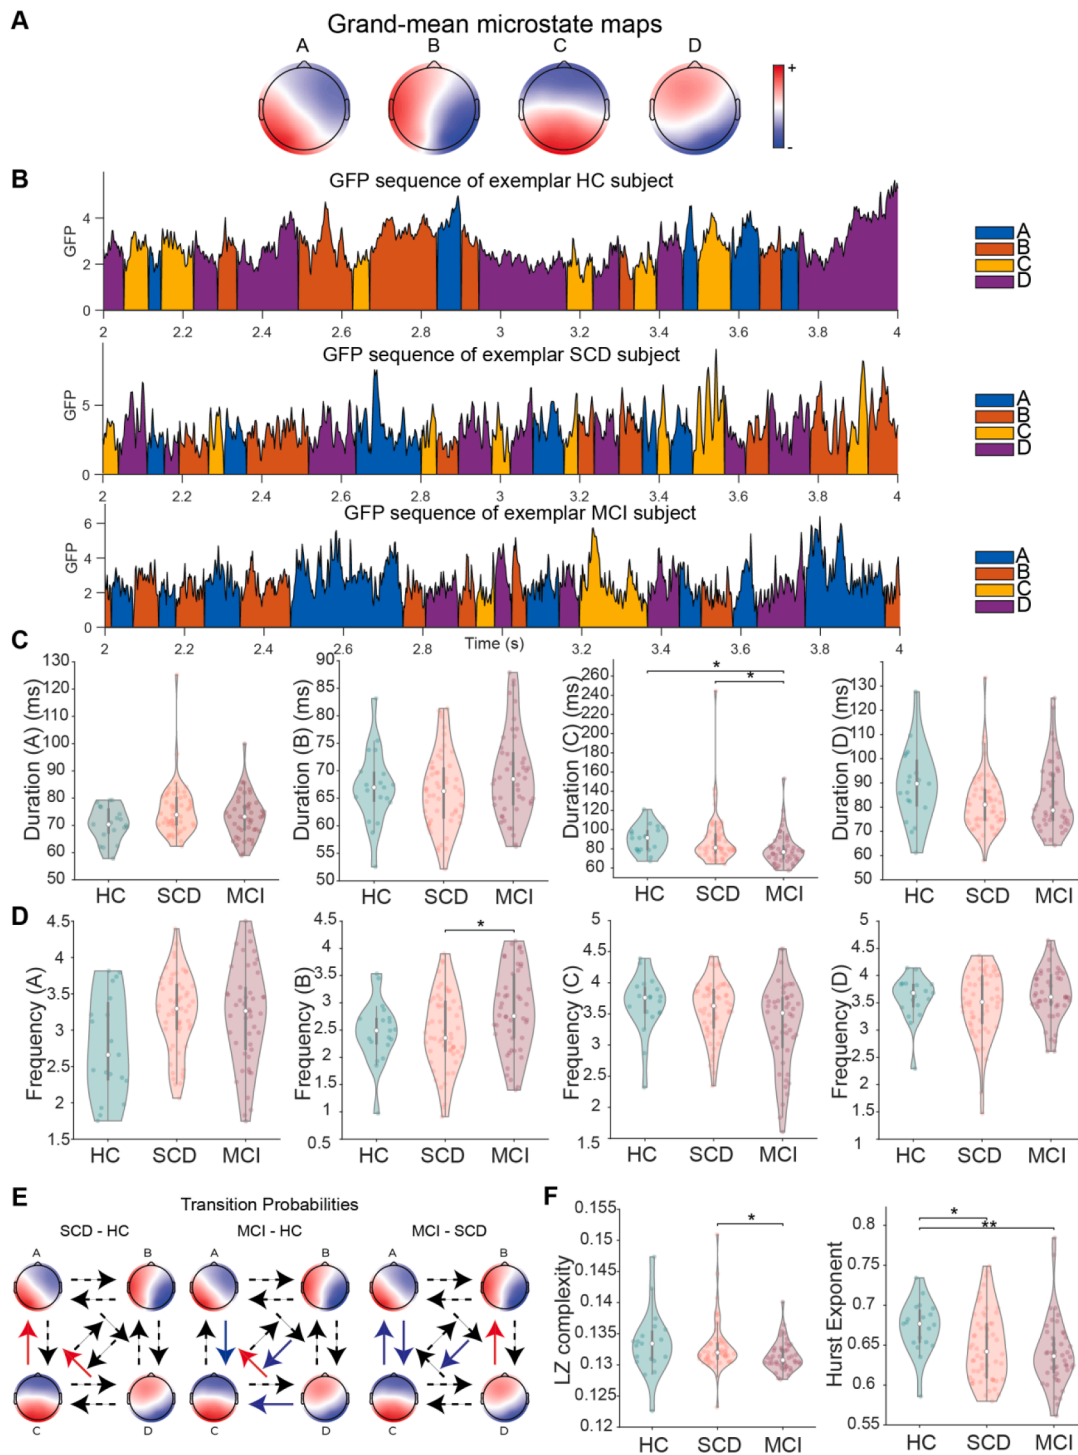 A
Grand-mean microstate maps
A B C D
+
-
B
GFP sequence of exemplar HC subject
GFP
4
2
0
2 2.2 2.4 2.6 2.8 3 3.2 3.4 3.6 3.8 4
A
B
C
D
GFP sequence of exemplar SCD subject
GFP
5
0
2 2.2 2.4 2.6 2.8 3 3.2 3.4 3.6 3.8 4
A
B
C
D
GFP sequence of exemplar MCI subject
GFP
6
4
2
0
2 2.2 2.4 2.6 2.8 Time (s) 3.2 3.4 3.6 3.8 4
A
B
C
D
C
Duration (A) (ms)
130
120
110
100
90
80
70
60
50
HC SCD MCI
Duration (B) (ms)
90
85
80
75
70
65
60
55
50
HC SCD MCI
Duration (C) (ms)
260
240
220
200
180
160
140
120
100
80
60
* *
HC SCD MCI
Duration (D) (ms)
130
120
110
100
90
80
70
60
50
HC SCD MCI
D
Frequency (A)
4.5
4
3.5
3
2.5
2
1.5
HC SCD MCI
Frequency (B)
4.5
4
3.5
3
2.5
2
1.5
1
0.5
*
HC SCD MCI
Frequency (C)
5
4.5
4
3.5
3
2.5
2
1.5
HC SCD MCI
Frequency (D)
5
4.5
4
3.5
3
2.5
2
1.5
1
HC SCD MCI
E
Transition Probabilities
SCD - HC MCI - HC MCI - SCD
A B A B A B
C D C D C D
F
LZ complexity
0.155
0.15
0.145
0.14
0.135
0.13
0.125
0.12
*
HC SCD MCI
Hurst Exponent
0.8
0.75
0.7
0.65
0.6
0.55
*
**
HC SCD MCI